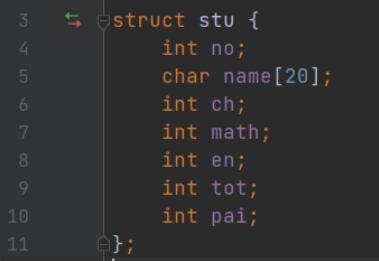 3 struct stu {
4 int no;
5 char name[20];
6 int ch;
7 int math;
8 int en;
9 int tot;
10 int pai;
11 };